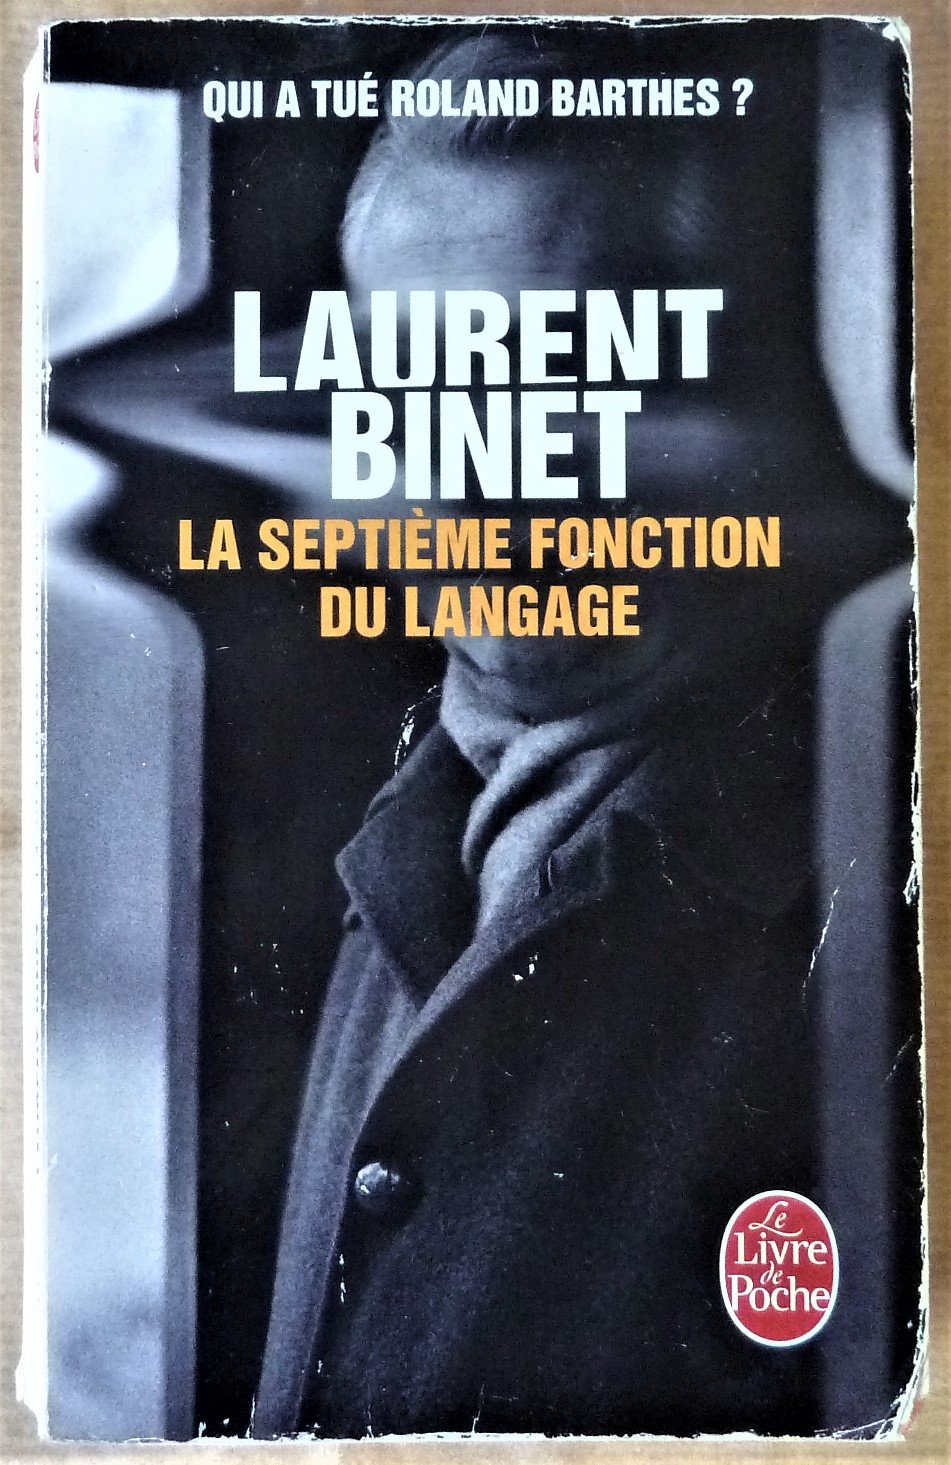 QUI A TUÉ ROLAND BARTHES ?
LAURENT
BINET
LA SEPTIÈME FONCTION
DU LANGAGE
Le
Livre
de
Poche